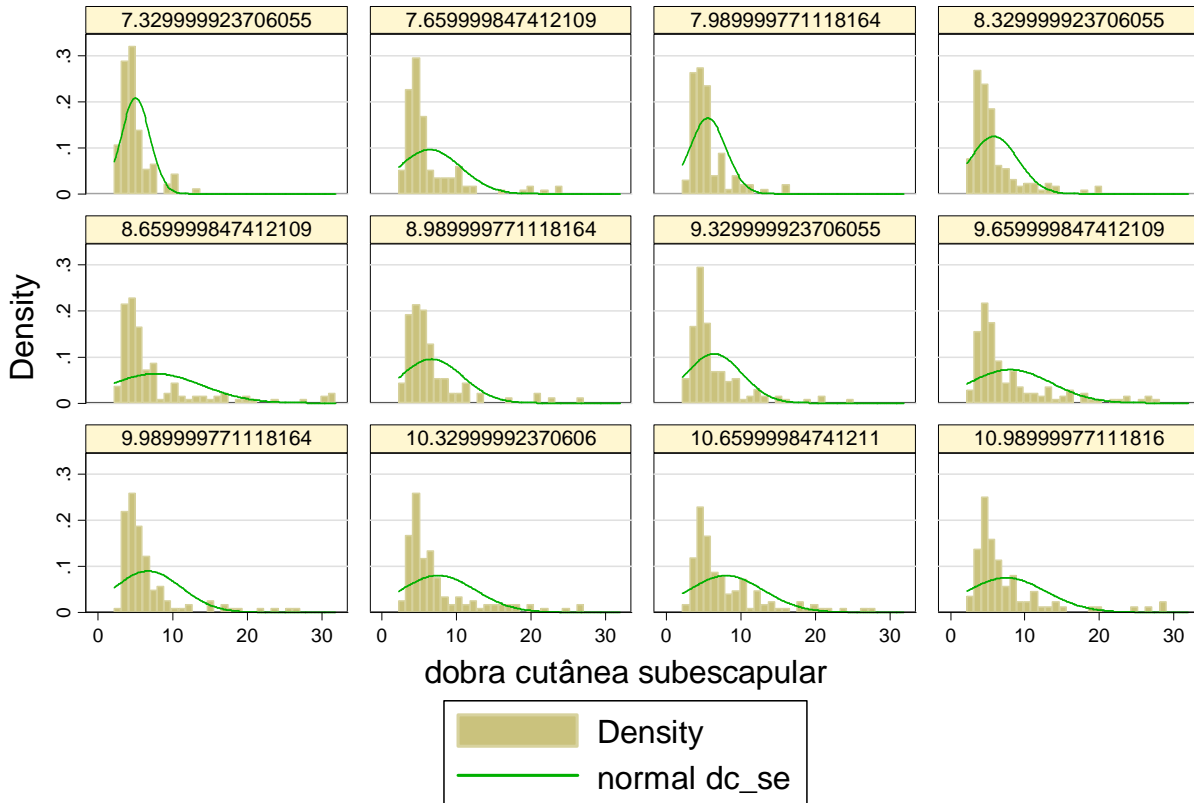 7.329999923706055 7.659999847412109 7.989999771118164 8.329999923706055
.3
.2
.1
0
8.659999847412109 8.989999771118164 9.329999923706055 9.659999847412109
.3
.2
.1
0
9.989999771118164 10.32999992370606 10.65999984741211 10.98999977111816
.3
.2
.1
0
Density
0 10 20 30 0 10 20 30 0 10 20 30 0 10 20 30
dobra cutânea subescapular
Density
normal dc_se